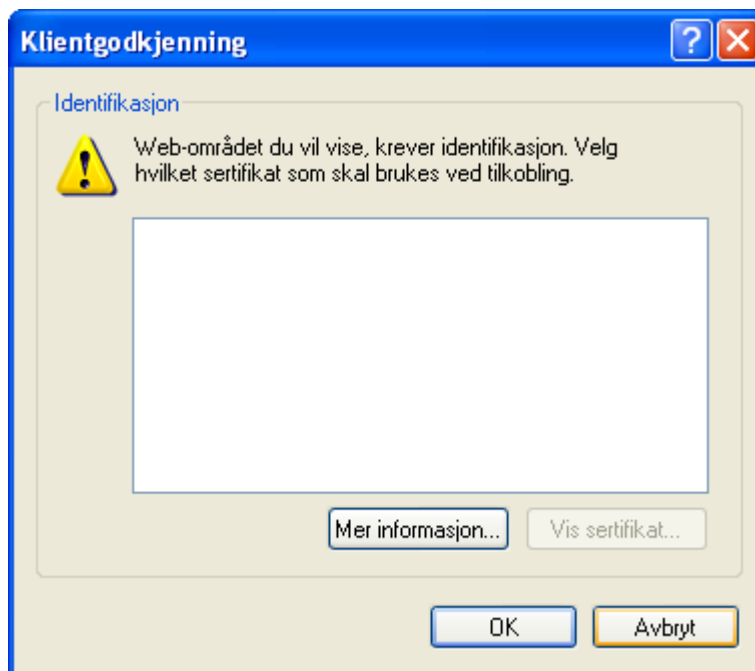 Klientgodkjenning
Identifikasjon
Web-området du vil vise, krever identifikasjon. Velg
hvilket sertifikat som skal brukes ved tilkobling.
Mer informasjon... Vis sertifikat...
OK Avbryt